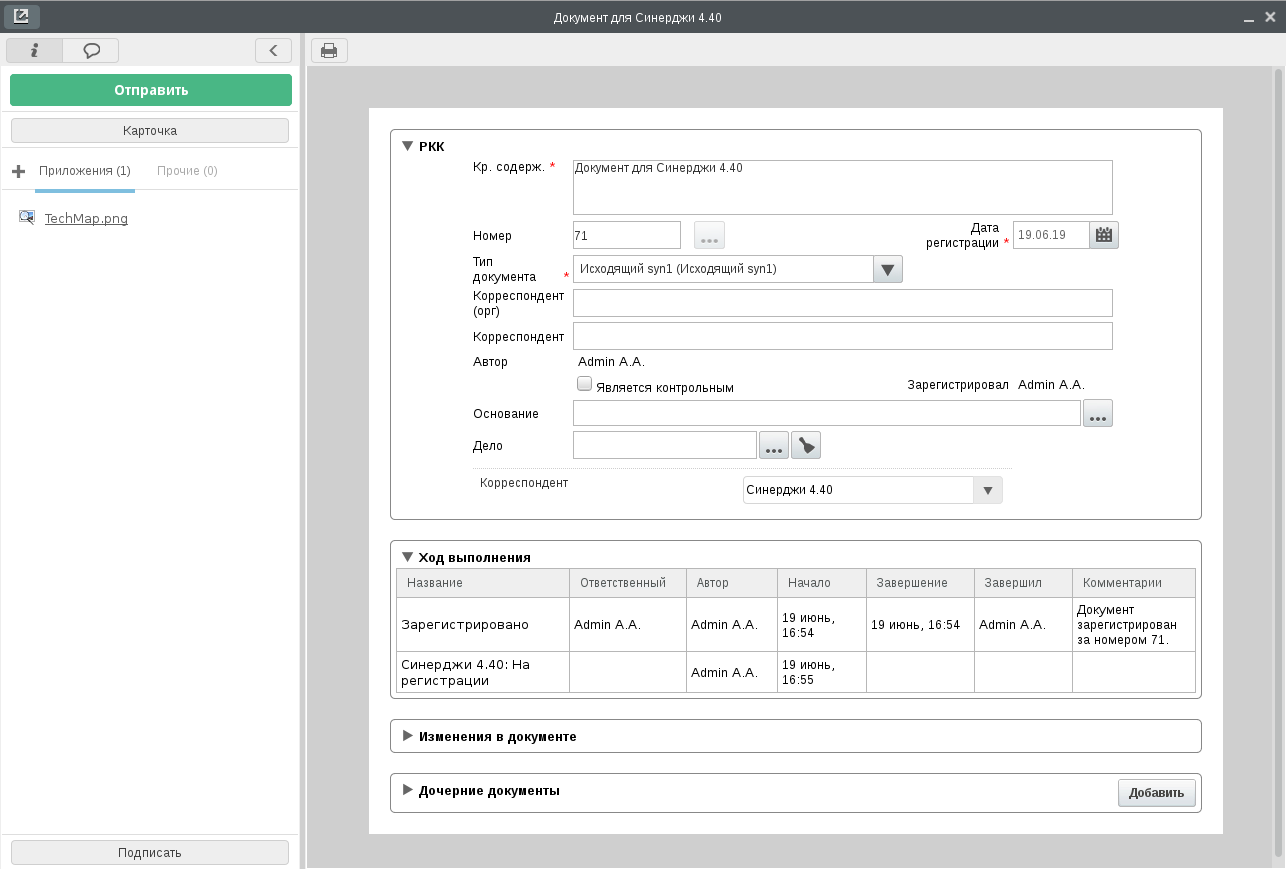 Документ для Синерджи 4.40
Отправить
Карточка
Приложения (1) Прочие (0)
TechMap.png
Подписать
РКК
Кр. содерж. *
Документ для Синерджи 4.40
Номер
71
...
Дата
регистрации *
19.06.19
Тип
документа *
Исходящий syn1 (Исходящий syn1)
Корреспондент
(орг)
Корреспондент
Автор Admin A.A.
Является контрольным
Зарегистрировал Admin A.A.
Основание
...
Дело
...
Корреспондент
Синерджи 4.40
Ход выполнения
Название Ответственный Автор Начало Завершение Завершил Комментарии
Зарегистрировано Admin A.A. Admin A.A. 19 июнь, 16:54 19 июнь, 16:54 Admin A.A. Документ зарегистрирован за номером 71.
Синерджи 4.40: На регистрации Admin A.A. 19 июнь, 16:55
Изменения в документе
Дочерние документы
Добавить